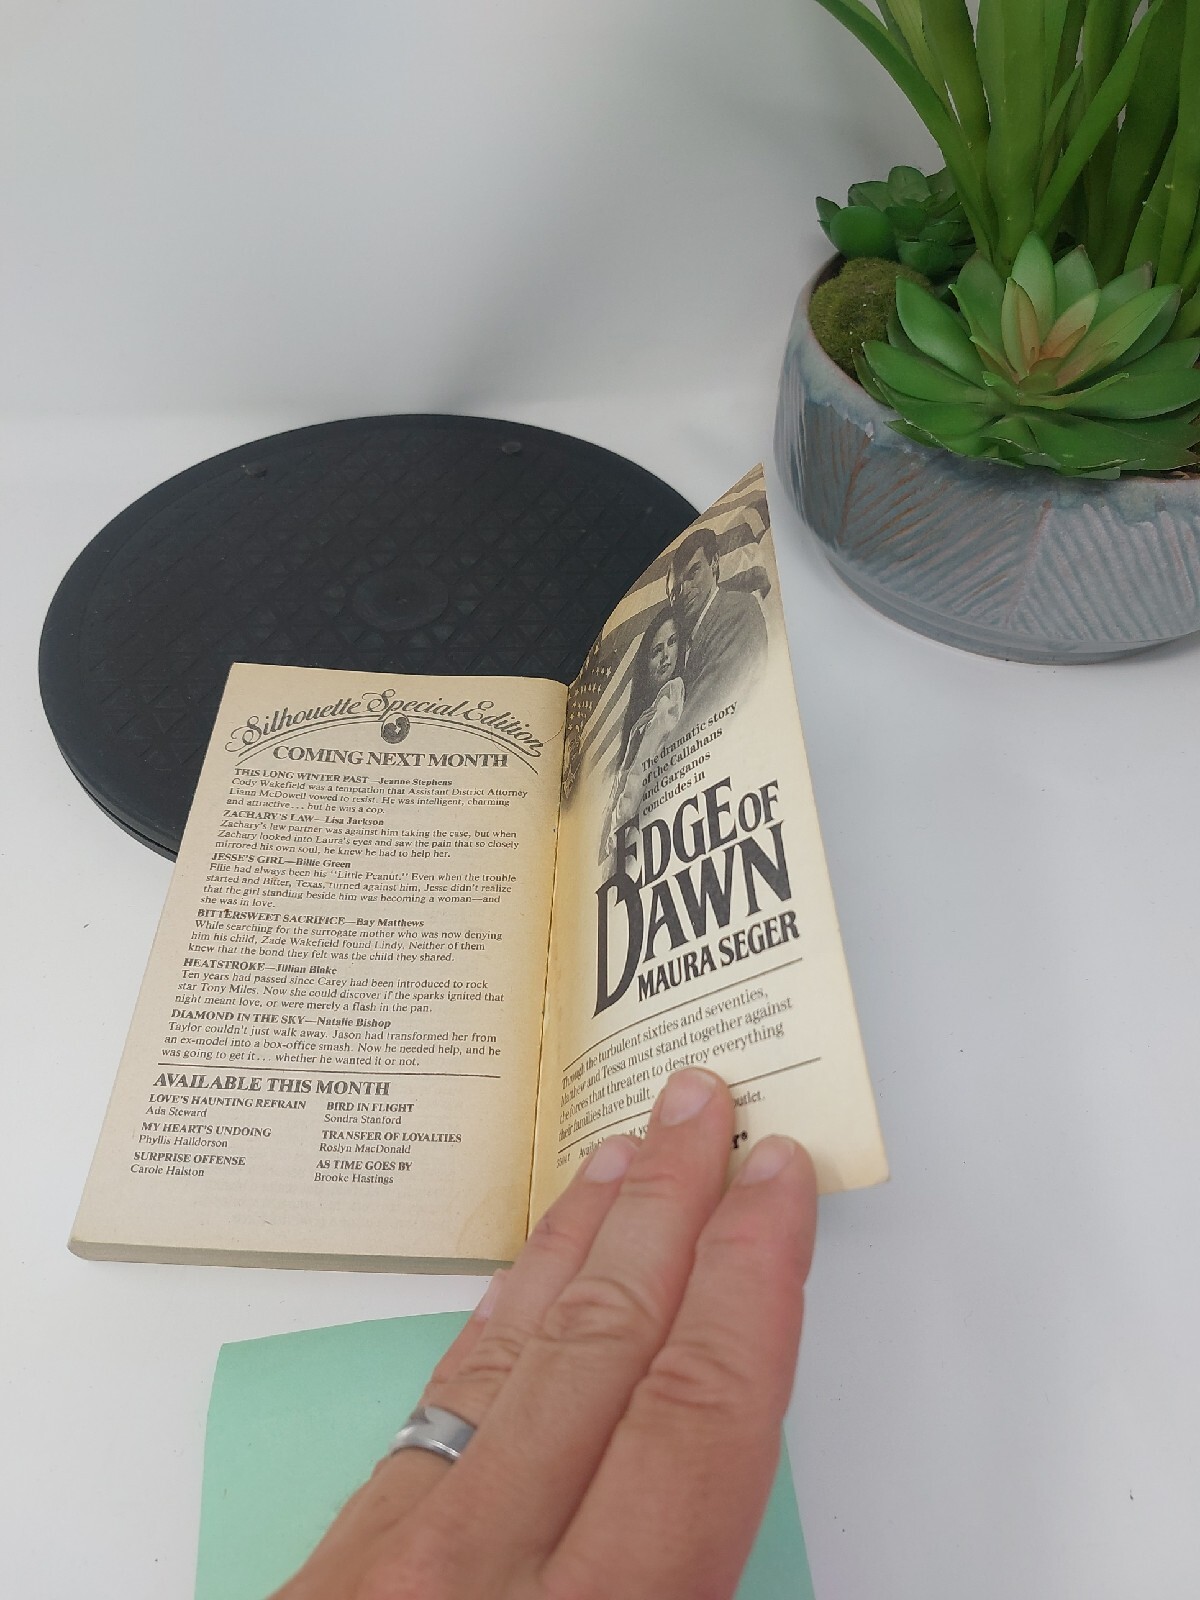 Silhouette Special Edition
COMING NEXT MONTH
THIS LONG WINTER PAST—Jeanne Stephens
Cody Wakefield was a temptation that Assistant District Attorney
Liann McDowell vowed to resist. He was intelligent, charming
and attractive . . . but he was a cop.
ZACHARY'S LAW—Lisa Jackson
Zachary's law partner was against him taking the case, but when
Zachary looked into Laura's eyes and saw the pain that so closely
mirrored his own soul, he knew he had to help her.
JESSE'S GIRL—Billie Green
Ellie had always been his "Little Peanut." Even when the trouble
started and Bitter, Texas, turned against him, Jesse didn't realize
that the girl standing beside him was becoming a woman—and
she was in love.
BITTERSWEET SACRIFICE—Bay Matthews
While searching for the surrogate mother who was now denying
him his child, Zade Wakefield found Lindy. Neither of them
knew that the bond they felt was the child they shared.
HEATSTROKE—Jillian Blake
Ten years had passed since Carey had been introduced to rock
star Tony Miles. Now she could discover if the sparks ignited that
night meant love, or were merely a flash in the pan.
DIAMOND IN THE SKY—Natalie Bishop
Taylor couldn't just walk away. Jason had transformed her from
an ex-model into a box-office smash. Now he needed help, and he
was going to get it . . . whether he wanted it or not.
AVAILABLE THIS MONTH
LOVE'S HAUNTING REFRAIN
Ada Steward
MY HEART'S UNDOING
Phyllis Halldorson
SURPRISE OFFENSE
Carole Halston
BIRD IN FLIGHT
Sondra Stanford
TRANSFER OF LOYALTIES
Roslyn MacDonald
AS TIME GOES BY
Brooke Hastings
The dramatic story
of the Callahans
and Garganos
concludes in
EDGE OF
DAWN
MAURA SEGER
Through the turbulent sixties and seventies,
Matthew and Tessa must stand together against
the forces that threaten to destroy everything
their families have built.
outlet.